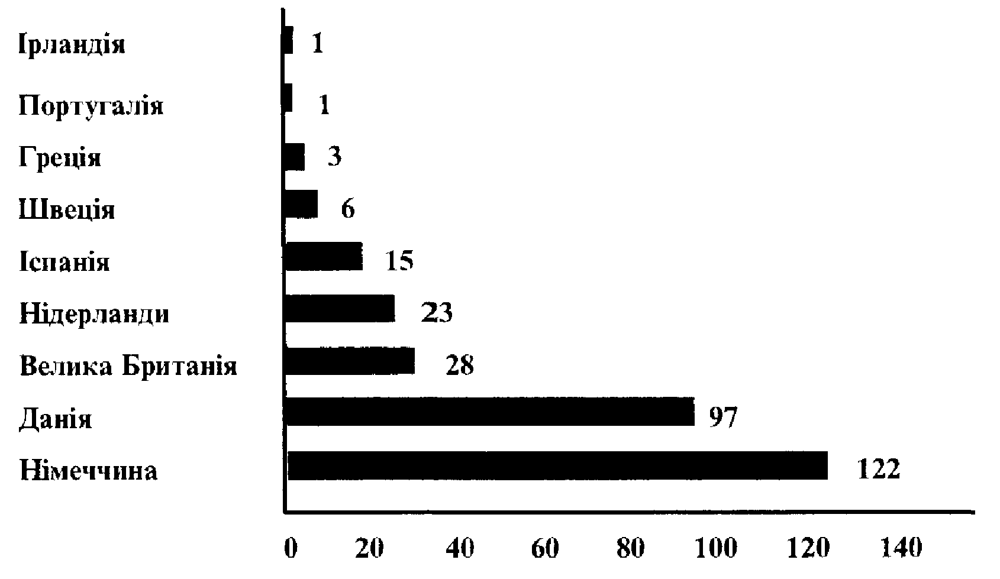 Ірландія 1
Португалія 1
Греція 3
Швеція 6
Іспанія 15
Нідерланди 23
Велика Британія 28
Данія 97
Німеччина 122
0 20 40 60 80 100 120 140